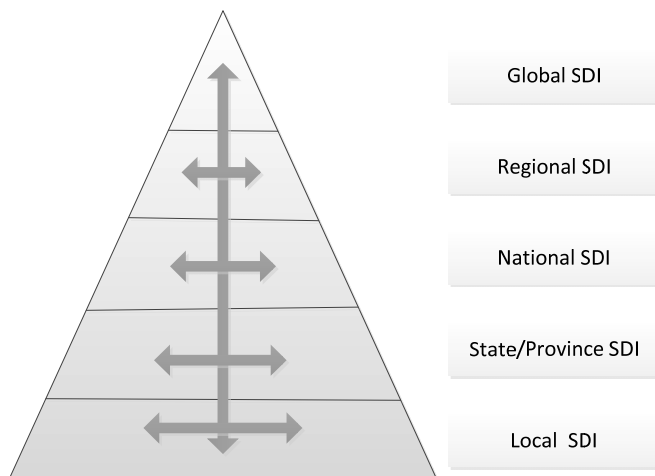 Global SDI
Regional SDI
National SDI
State/Province SDI
Local SDI